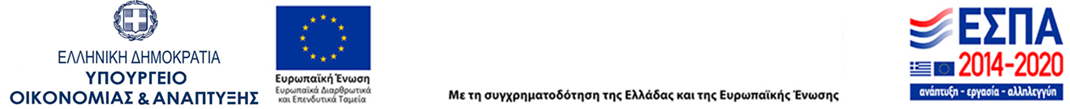 ΕΛΛΗΝΙΚΗ ΔΗΜΟΚΡΑΤΙΑ
ΥΠΟΥΡΓΕΙΟ
ΟΙΚΟΝΟΜΙΑΣ & ΑΝΑΠΤΥΞΗΣ
Ευρωπαϊκή Ένωση
Ευρωπαϊκά Διαρθρωτικά
και Επενδυτικά Ταμεία
Με τη συγχρηματοδότηση της Ελλάδας και της Ευρωπαϊκής Ένωσης
ΕΣΠΑ
2014-2020
ανάπτυξη - εργασία - αλληλεγγύη